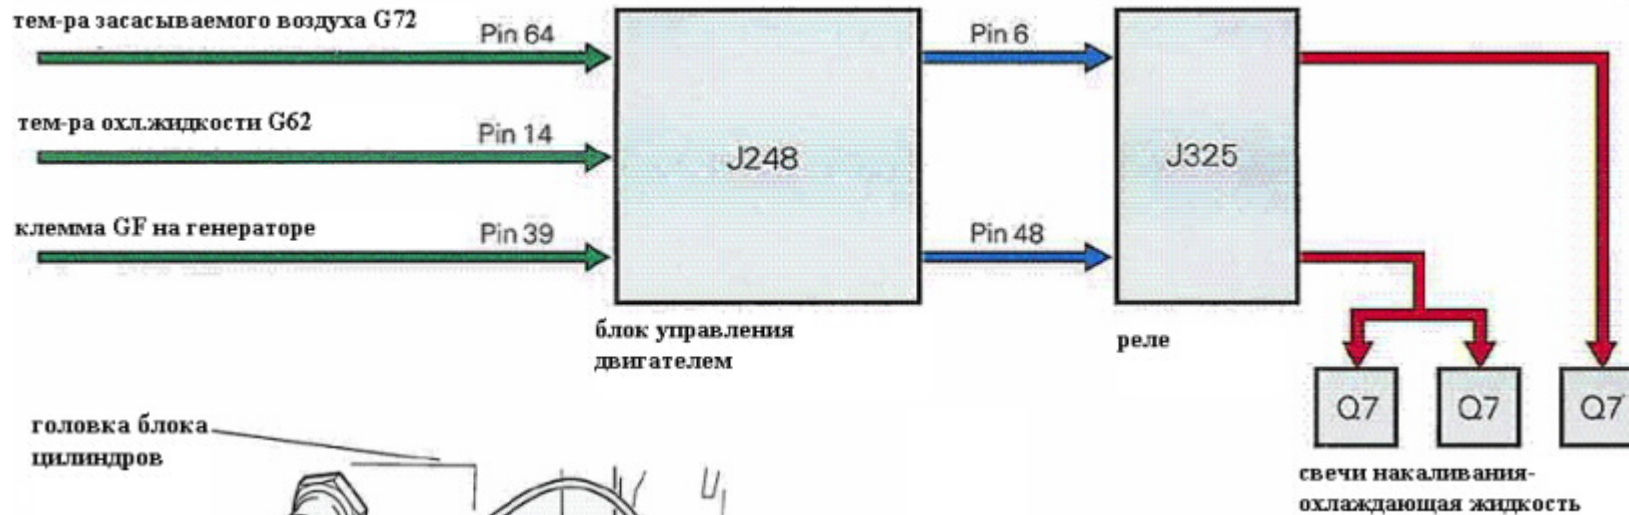 тем-ра засасываемого воздуха G72
Pin 64
Pin 6
тем-ра охл.жидкости G62
Pin 14
J248
J325
клемма GF на генераторе
Pin 39
Pin 48
блок управления
двигателем
реле
Q7
Q7
Q7
головка блока
цилиндров
свечи накаливания-
охлаждающая жидкость